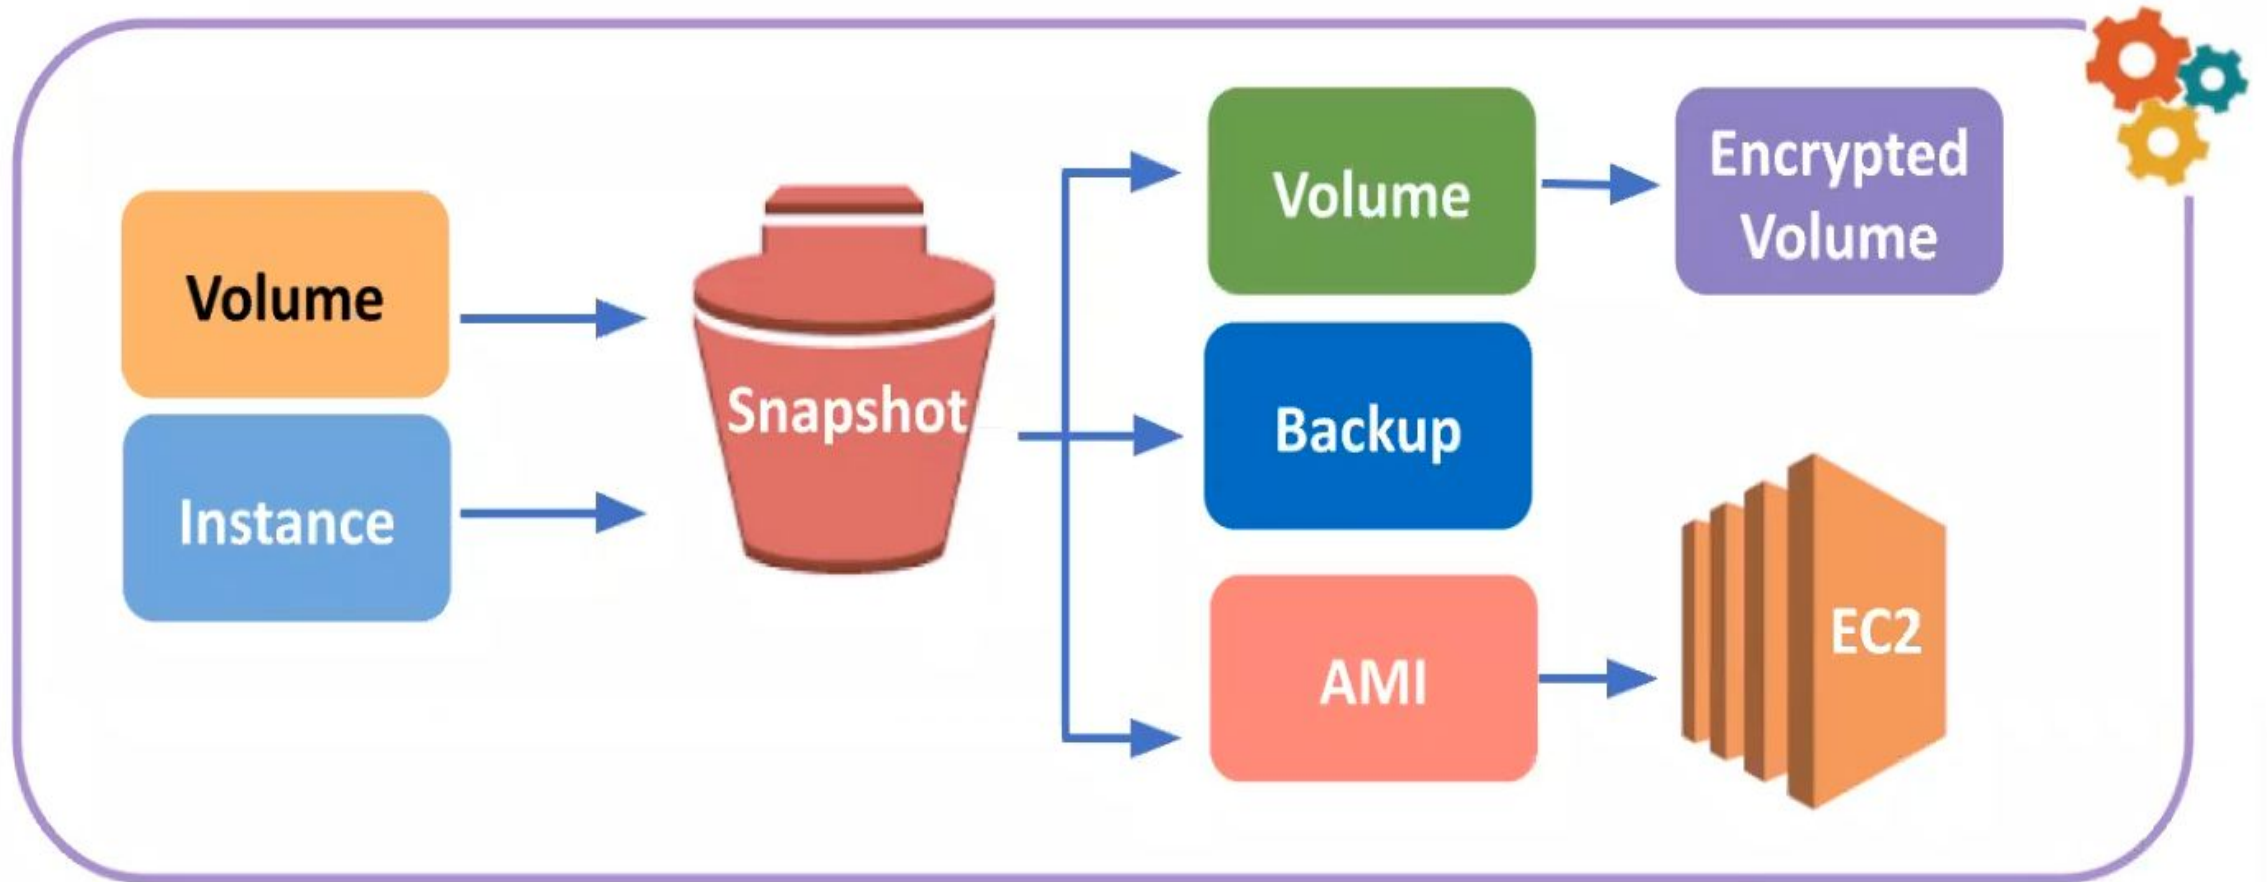 Volume
Instance
Snapshot
Volume
Encrypted
Volume
Backup
AMI
EC2